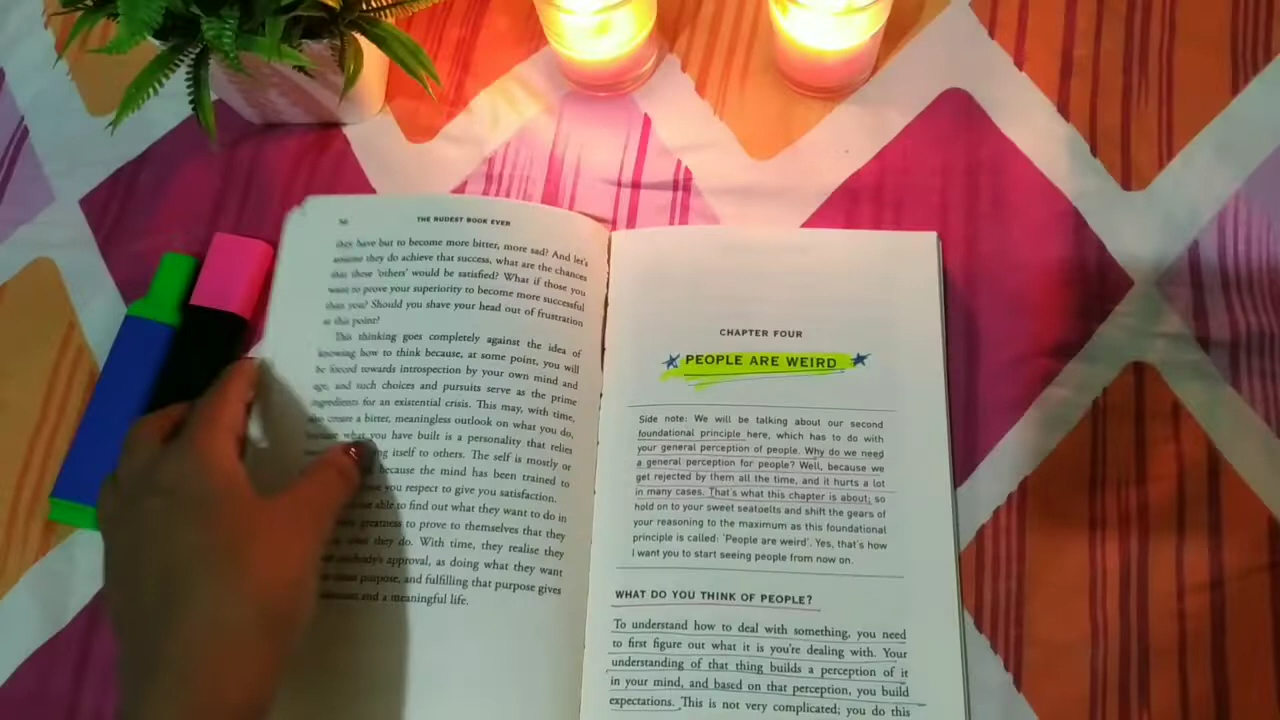 THE RUDEST BOOK EVER
they have but to become more bitter, more sad? And let's
assume they do achieve that success, what are the chances
that these 'others' would be satisfied? What if those you
want to prove your superiority to become more successful
than you? Should you shave your head out of frustration
at this point?
This thinking goes completely against the idea of
knowing how to think because, at some point, you will
be forced towards introspection by your own mind and
age, and such choices and pursuits serve as the prime
ingredients for an existential crisis. This may, with time,
create a bitter, meaningless outlook on what you do,
because what you have built is a personality that relies
itself to others. The self is mostly or
because the mind has been trained to
you respect to give you satisfaction.
able to find out what they want to do in
greatness to prove to themselves that they
they do. With time, they realise they
approval, as doing what they want
purpose, and fulfilling that purpose gives
and a meaningful life.
CHAPTER FOUR
PEOPLE ARE WEIRD
Side note: We will be talking about our second
foundational principle here, which has to do with
your general perception of people. Why do we need
a general perception for people? Well, because we
get rejected by them all the time, and it hurts a lot
in many cases. That's what this chapter is about; so
hold on to your sweet seatbelts and shift the gears of
your reasoning to the maximum as this foundational
principle is called: 'People are weird'. Yes, that's how
I want you to start seeing people from now on.
WHAT DO YOU THINK OF PEOPLE?
To understand how to deal with something, you need
to first figure out what it is you're dealing with. Your
understanding of that thing builds a perception of it
in your mind, and based on that perception, you build
expectations. This is not very complicated; you do this